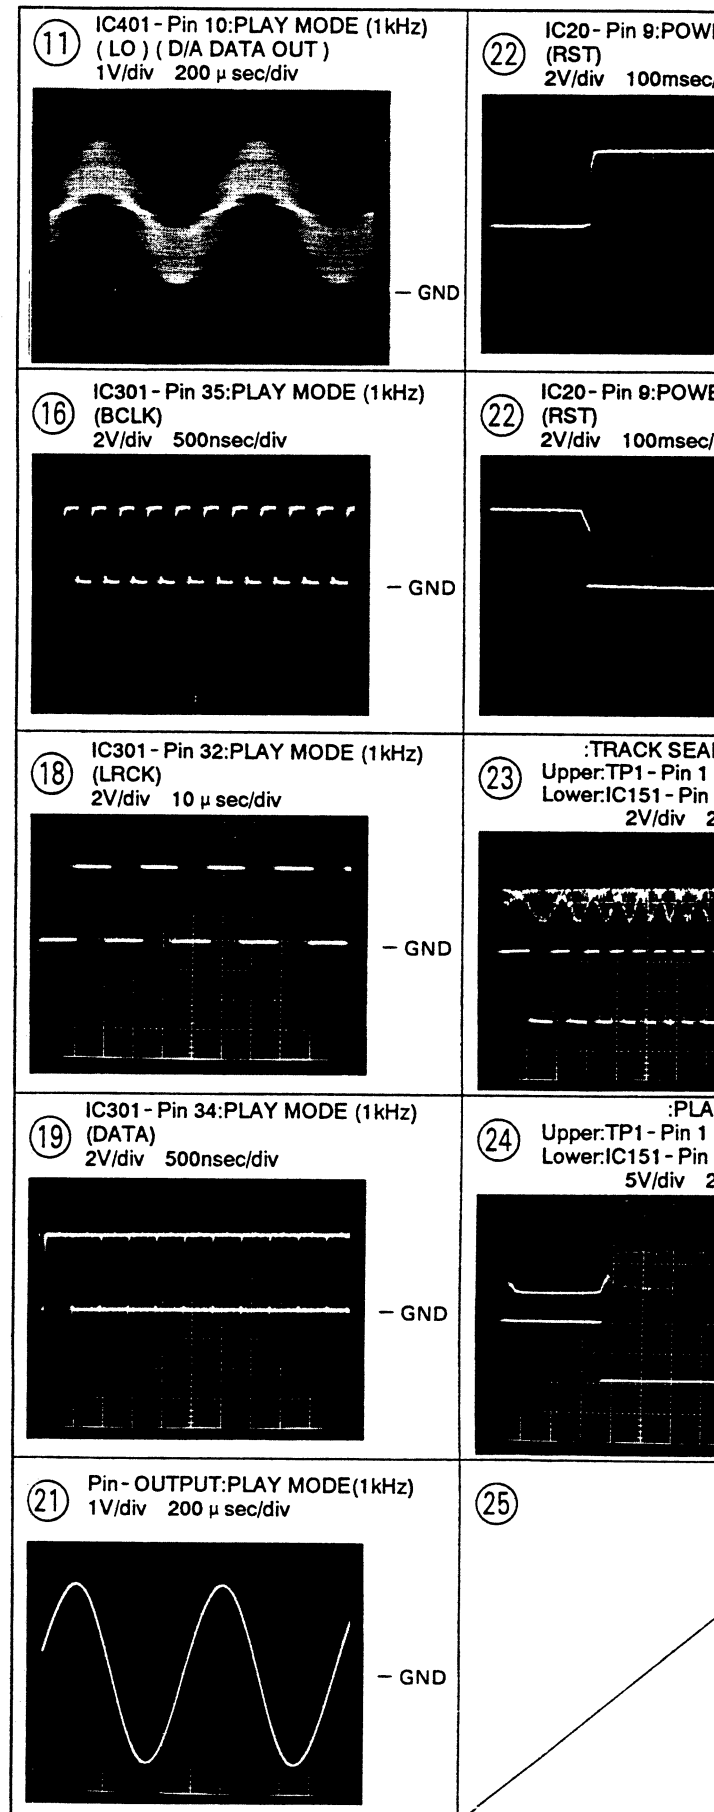 11
IC401-Pin 10:PLAY MODE (1kHz)
( LO ) ( D/A DATA OUT )
1V/div 200 µ sec/div
— GND
16
IC301-Pin 35:PLAY MODE (1kHz)
(BCLK)
2V/div 500nsec/div
— GND
18
IC301-Pin 32:PLAY MODE (1kHz)
(LRCK)
2V/div 10 µ sec/div
— GND
19
IC301-Pin 34:PLAY MODE (1kHz)
(DATA)
2V/div 500nsec/div
— GND
21
Pin-OUTPUT:PLAY MODE(1kHz)
1V/div 200 µ sec/div
— GND
22
IC20-Pin 9:POWE
(RST)
2V/div 100msec/
22
IC20-Pin 9:POWE
(RST)
2V/div 100msec/
23
:TRACK SEA
Upper:TP1-Pin 1
Lower:IC151-Pin
2V/div 2
24
:PLA
Upper:TP1-Pin 1
Lower:IC151-Pin
5V/div 2
25